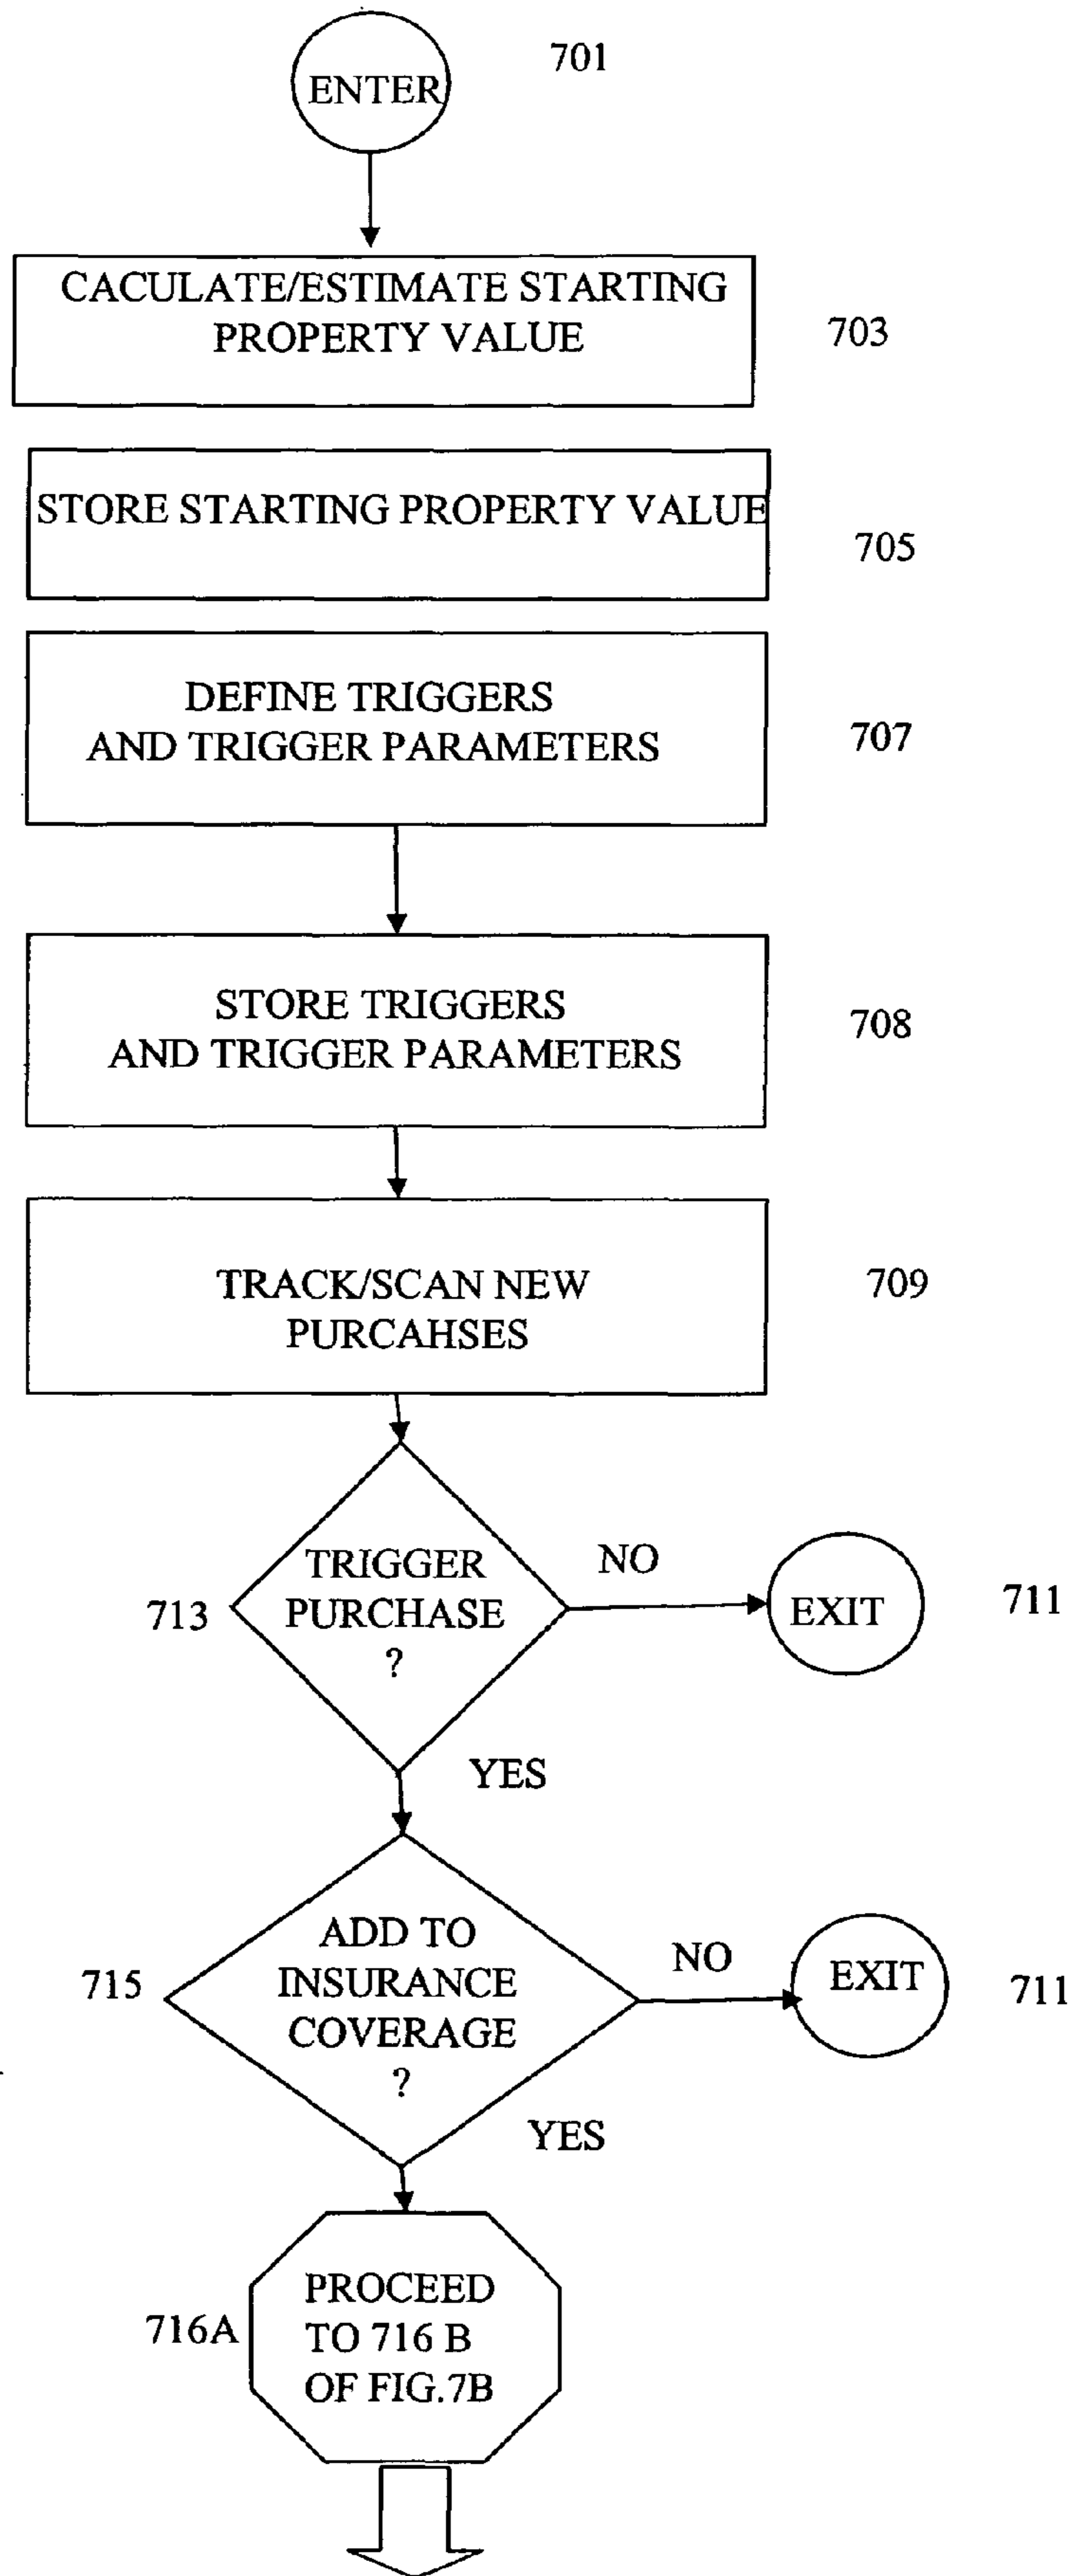 701
ENTER
CACULATE/ESTIMATE STARTING
PROPERTY VALUE
703
STORE STARTING PROPERTY VALUE
705
DEFINE TRIGGERS
AND TRIGGER PARAMETERS
707
STORE TRIGGERS
AND TRIGGER PARAMETERS
708
TRACK/SCAN NEW
PURCAHSES
709
TRIGGER
PURCHASE
?
713
NO
EXIT
711
YES
ADD TO
INSURANCE
COVERAGE
?
715
NO
EXIT
711
YES
716A
PROCEED
TO 716 B
OF FIG.7B